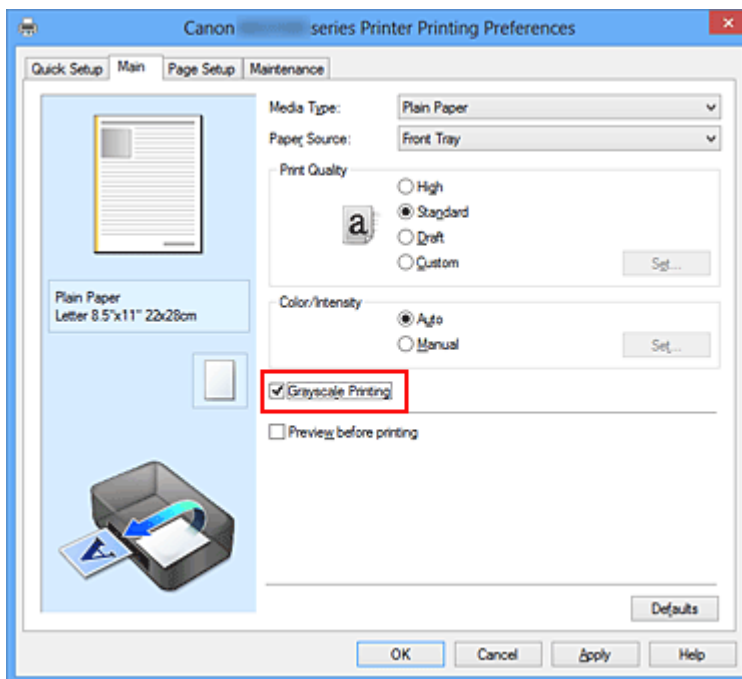 Canon series Printer Printing Preferences
Quick Setup Main Page Setup Maintenance
Media Type: Plain Paper
Paper Source: Front Tray
Print Quality
High
Standard
Draft
Custom
Set...
a
Plain Paper
Letter 8.5"x11" 22x28cm
Color/Intensity
Auto
Manual
Set...
Grayscale Printing
Preview before printing
A
Defaults
OK Cancel Apply Help